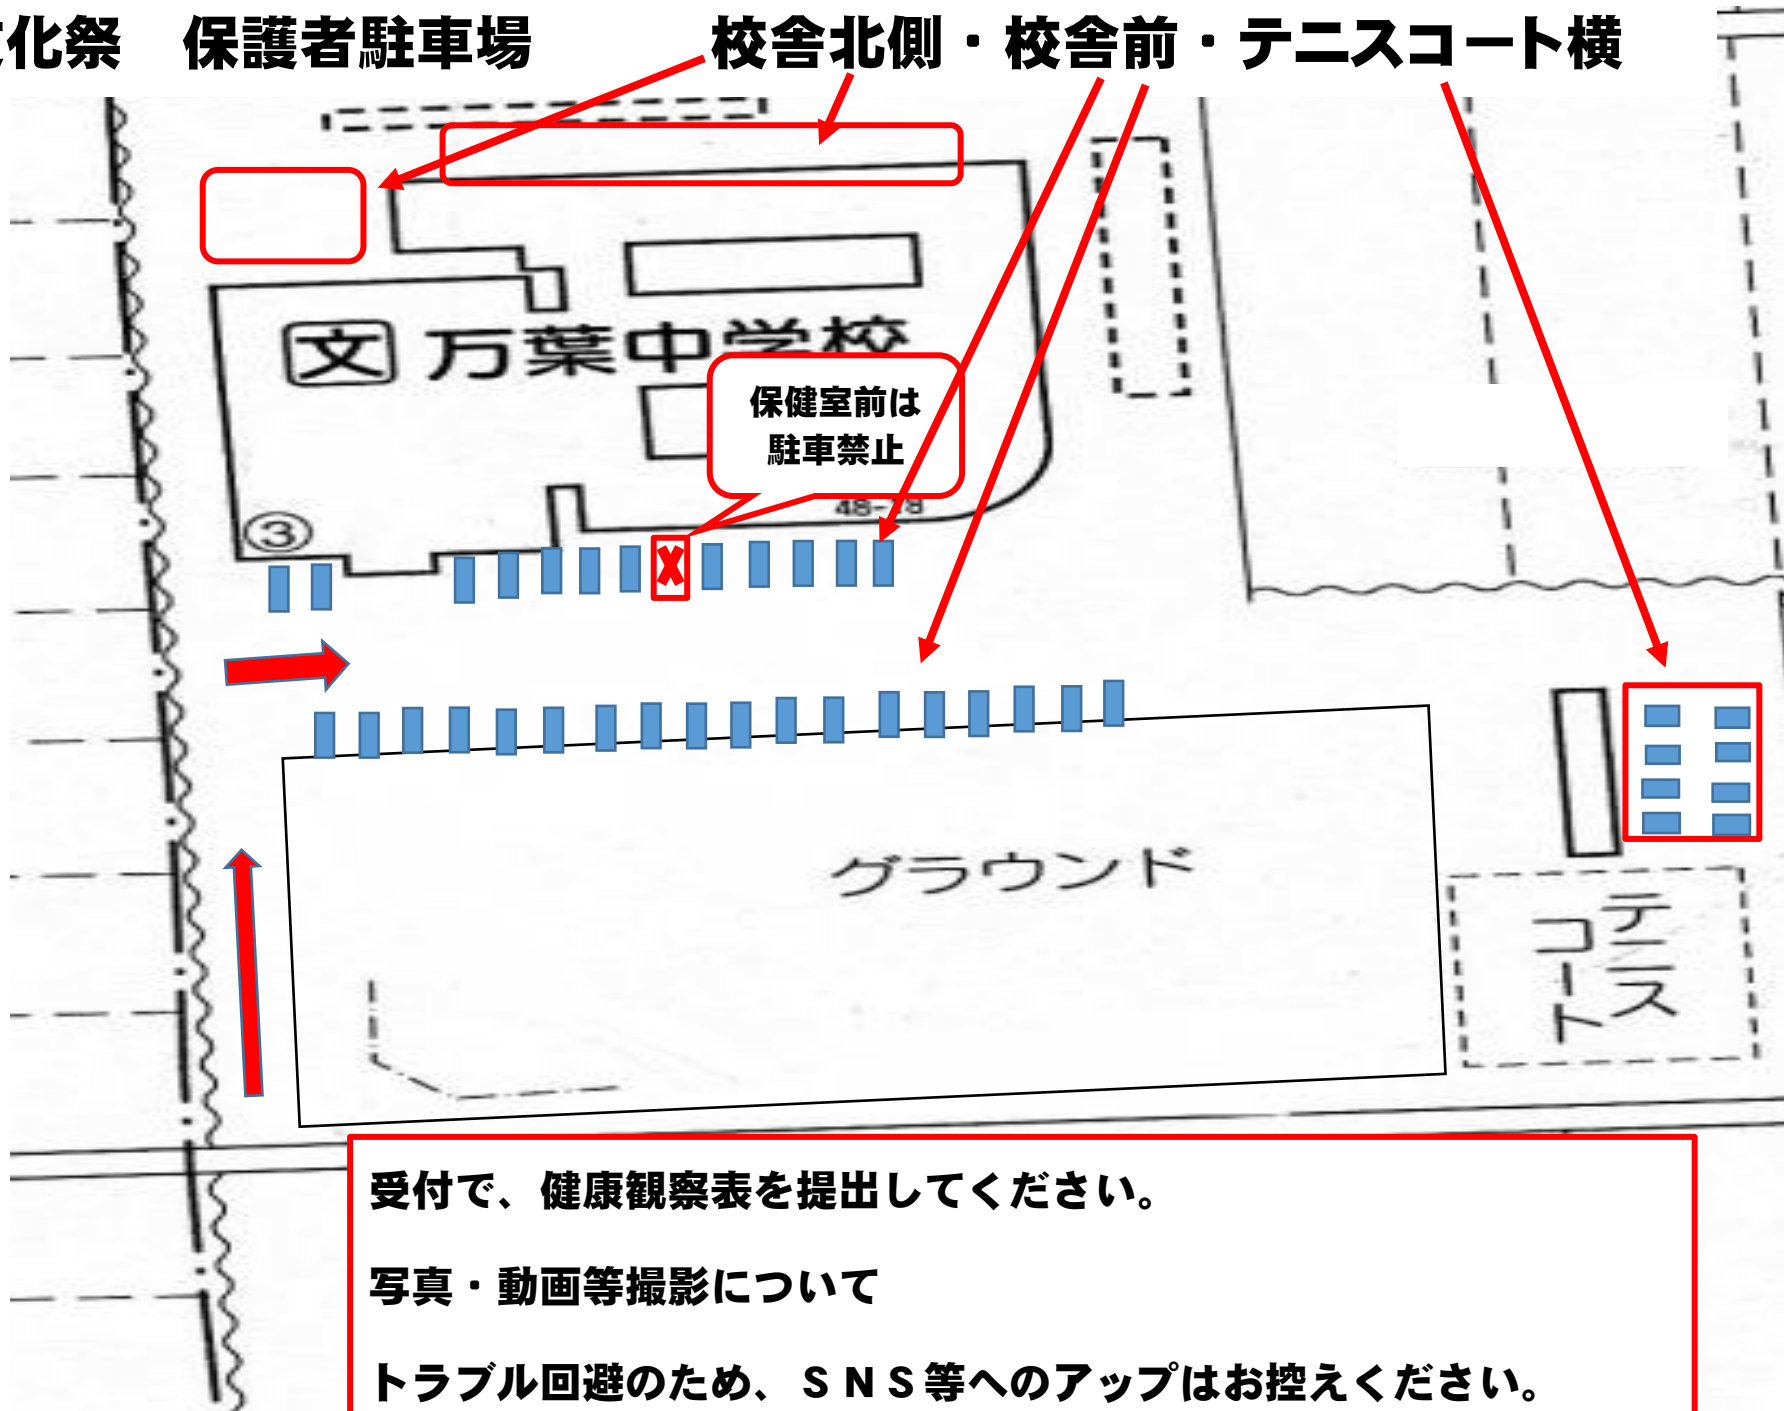 化祭　保護者駐車場　　　校舎北側・校舎前・テニスコート横
文 万葉中学校
保健室前は
駐車禁止
48-18
③
グラウンド
テニス
コート
受付で、健康観察表を提出してください。
写真・動画等撮影について
トラブル回避のため、ＳＮＳ等へのアップはお控えください。